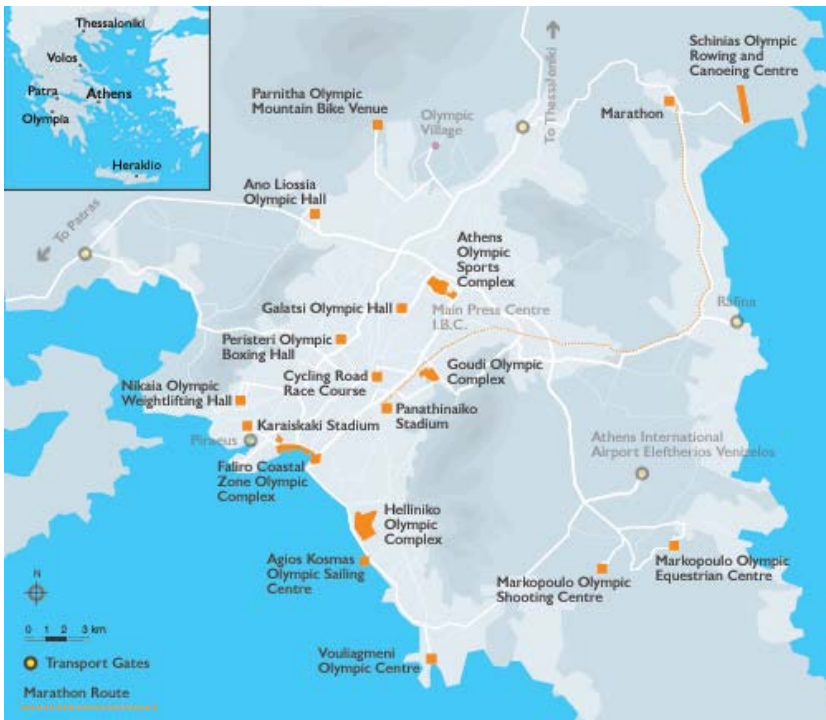 Thessaloniki
Volos
Patra
Athens
Olympia
Heraklio
To Thessaloniki
Schinias Olympic
Rowing and
Canoeing Centre
Parnitha Olympic
Mountain Bike Venue
Olympic
Village
Marathon
Ano Liossia
Olympic Hall
To Patras
Athens
Olympic
Sports
Complex
Galatsi Olympic Hall
Main Press Centre
I.B.C.
Rafina
Peristeri Olympic
Boxing Hall
Goudi Olympic
Complex
Cycling Road
Race Course
Nikaia Olympic
Weightlifting Hall
Panathinaiko
Stadium
Karaiskaki Stadium
Piraeus
Athens International
Airport Eleftherios Venizelos
Faliro Coastal
Zone Olympic
Complex
Helliniko
Olympic
Complex
Agios Kosmas
Olympic Sailing
Centre
Markopoulo Olympic
Shooting Centre
Markopoulo Olympic
Equestrian Centre
Vouliagmeni
Olympic Centre
N
0 1 2 3 km
Transport Gates
Marathon Route